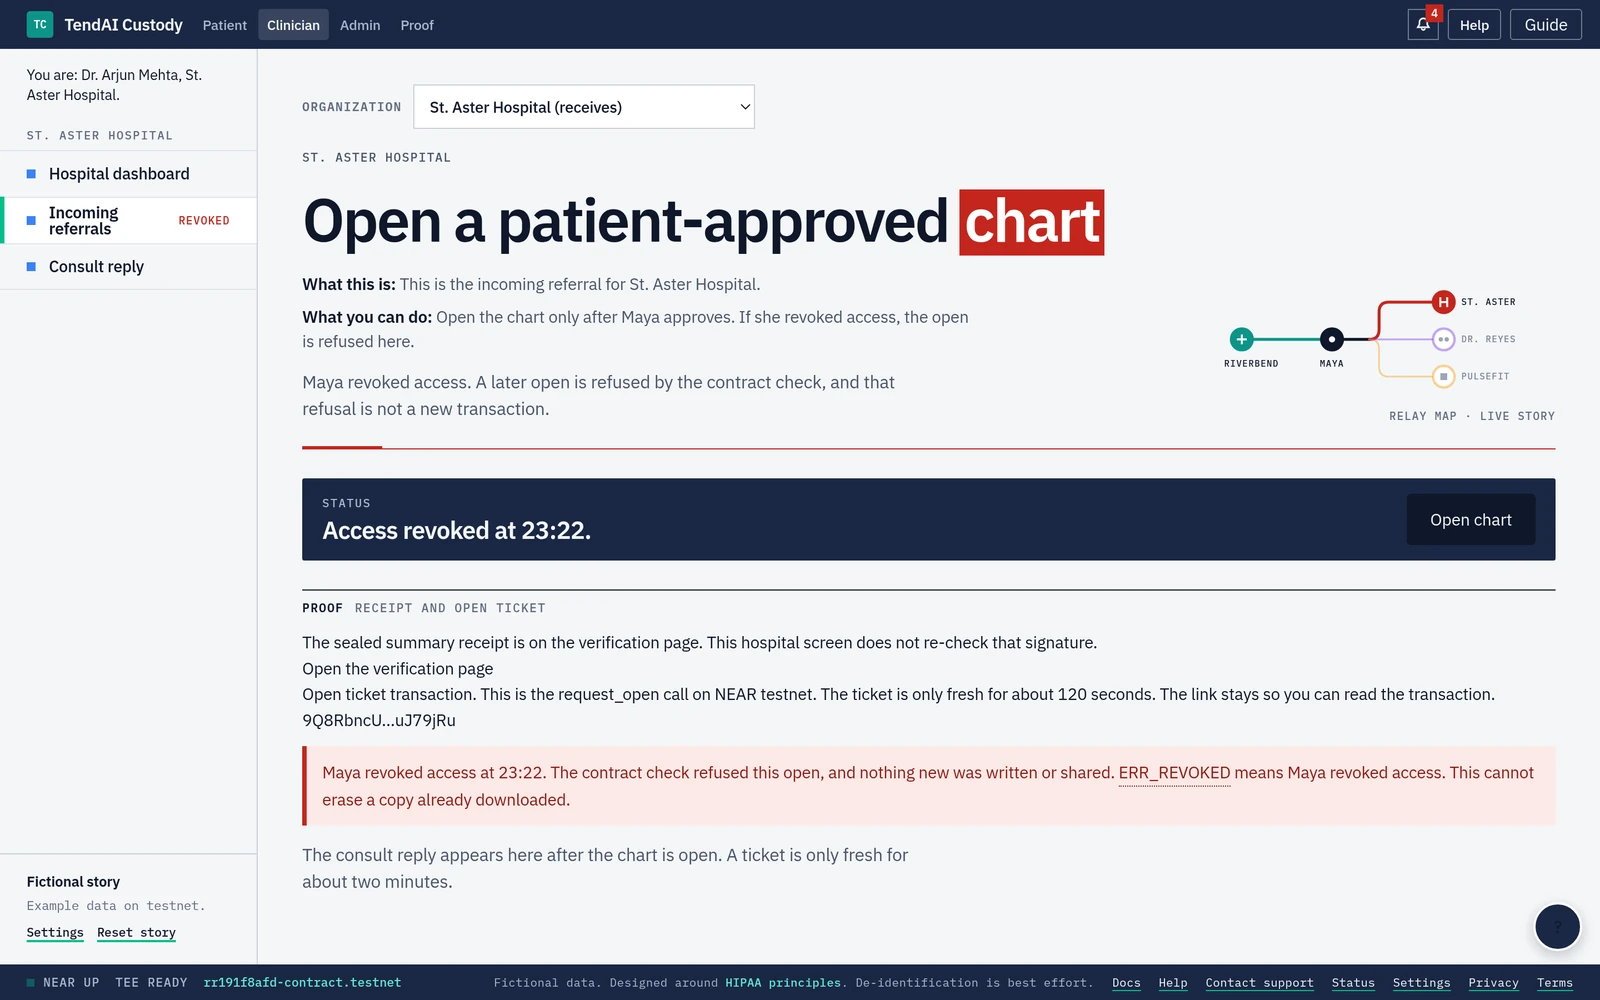 TC TendAI Custody Patient Clinician Admin Proof 4 Help Guide
You are: Dr. Arjun Mehta, St.
Aster Hospital.
ST. ASTER HOSPITAL
Hospital dashboard
Incoming
referrals
REVOKED
Consult reply
Fictional story
Example data on testnet.
Settings Reset story
ORGANIZATION St. Aster Hospital (receives)
ST. ASTER HOSPITAL
Open a patient-approved chart
What this is: This is the incoming referral for St. Aster Hospital.
What you can do: Open the chart only after Maya approves. If she revoked access, the open
is refused here.
Maya revoked access. A later open is refused by the contract check, and that
refusal is not a new transaction.
H ST. ASTER
DR. REYES
RIVERBEND MAYA
PULSEFIT
RELAY MAP · LIVE STORY
STATUS
Access revoked at 23:22.
Open chart
PROOF RECEIPT AND OPEN TICKET
The sealed summary receipt is on the verification page. This hospital screen does not re-check that signature.
Open the verification page
Open ticket transaction. This is the request_open call on NEAR testnet. The ticket is only fresh for about 120 seconds. The link stays so you can read the transaction.
9Q8RbncU...uJ79jRu
Maya revoked access at 23:22. The contract check refused this open, and nothing new was written or shared. ERR_REVOKED means Maya revoked access. This cannot
erase a copy already downloaded.
The consult reply appears here after the chart is open. A ticket is only fresh for
about two minutes.
?
NEAR UP TEE READY rr191f8afd-contract.testnet Fictional data. Designed around HIPAA principles. De-identification is best effort. Docs Help Contact support Status Settings Privacy Terms